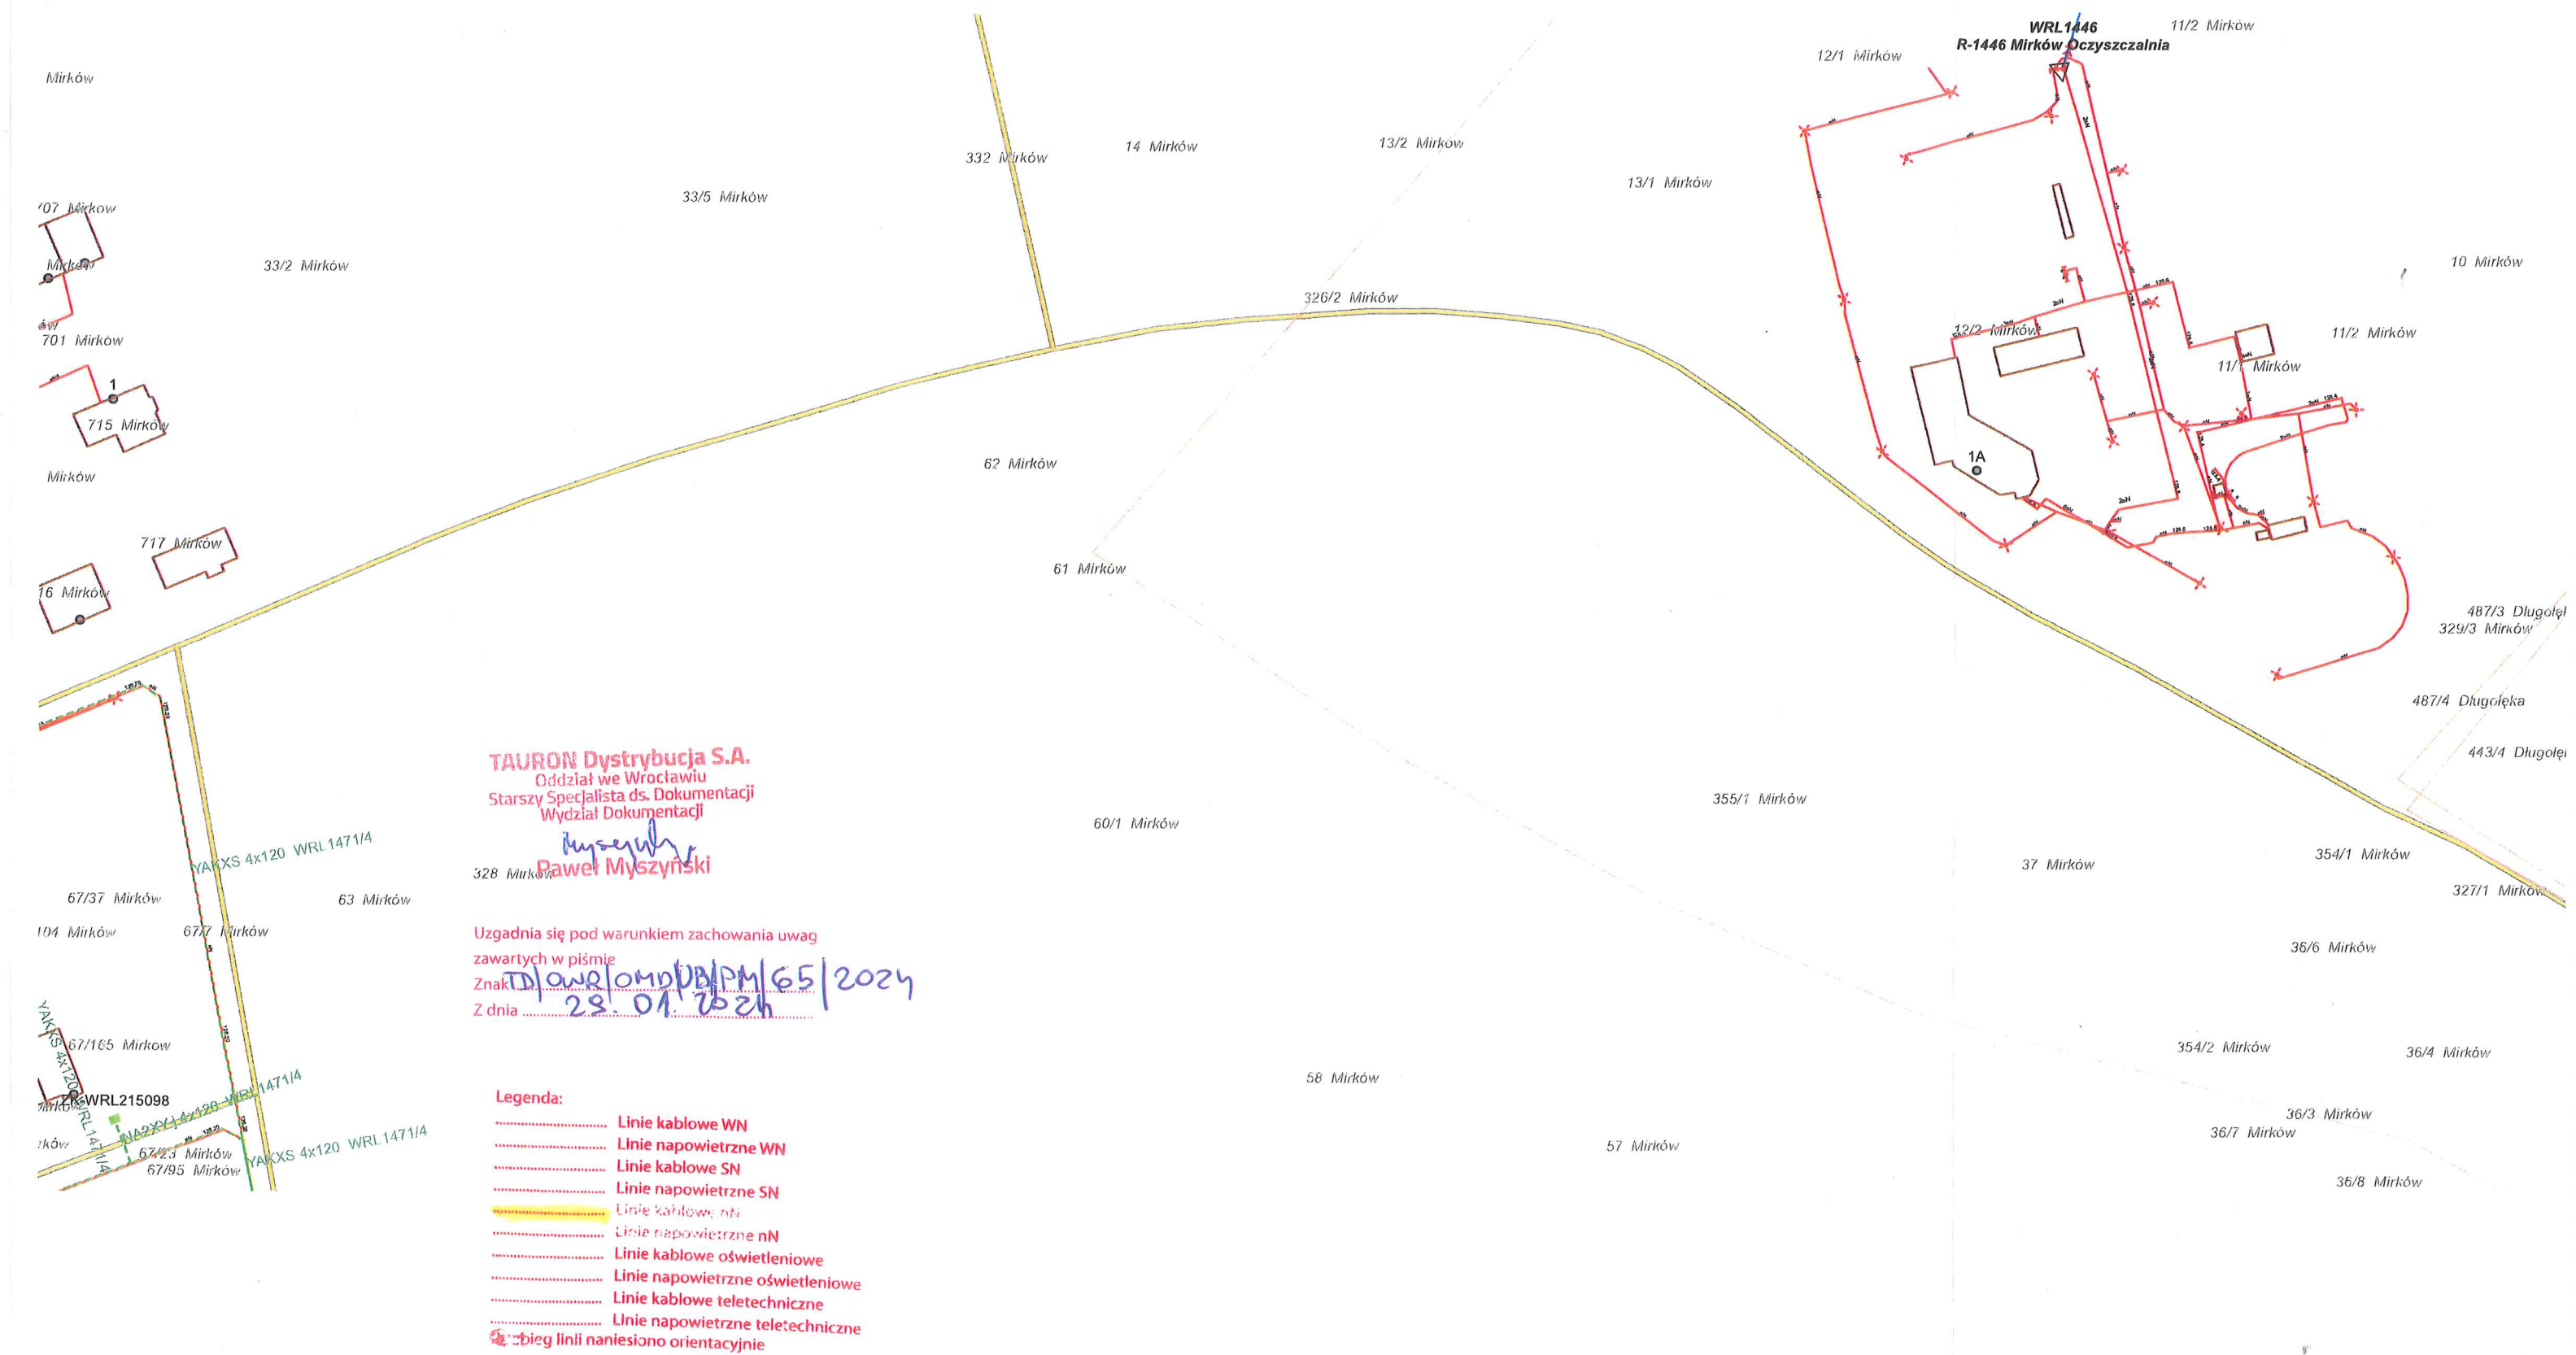 WRL1446
R-1446 Mirków Oczyszczalnia
11/2 Mirków
12/1 Mirków
Mirków
332 Mirków
14 Mirków
13/2 Mirków
13/1 Mirków
33/5 Mirków
707 Mirków
Mirków
33/2 Mirków
10 Mirków
326/2 Mirków
12/2 Mirków
11/2 Mirków
701 Mirków
11/1 Mirków
1
715 Mirków
1A
62 Mirków
Mirków
717 Mirków
61 Mirków
16 Mirków
487/3 Długołęk
329/3 Mirków
487/4 Długołęka
443/4 Długołęk
TAURON Dystrybucja S.A.
Oddział we Wrocławiu
Starszy Specjalista ds. Dokumentacji
Wydział Dokumentacji
Paweł Myszyński
328 Mirków
355/1 Mirków
60/1 Mirków
354/1 Mirków
37 Mirków
327/1 Mirków
YAKXS 4x120 WRL1471/4
67/37 Mirków
63 Mirków
104 Mirków
67/7 Mirków
Uzgadnia się pod warunkiem zachowania uwag
zawartych w piśmie
Znak TD/OWR/OMD/UB/PM/65/2024
Z dnia 29.01.2024
36/6 Mirków
67/165 Mirków
354/2 Mirków
36/4 Mirków
58 Mirków
YAKXS 4x120 WRL1471/4
ZK-WRL215098
NA2XY-j 4x120 WRL1471/4
36/3 Mirków
36/7 Mirków
57 Mirków
YAKXS 4x120 WRL1471/4
67/23 Mirków
67/95 Mirków
36/8 Mirków
Legenda:
Linie kablowe WN
Linie napowietrzne WN
Linie kablowe SN
Linie napowietrzne SN
Linie kablowe nN
Linie napowietrzne nN
Linie kablowe oświetleniowe
Linie napowietrzne oświetleniowe
Linie kablowe teletechniczne
Linie napowietrzne teletechniczne
linii naniesiono orientacyjnie